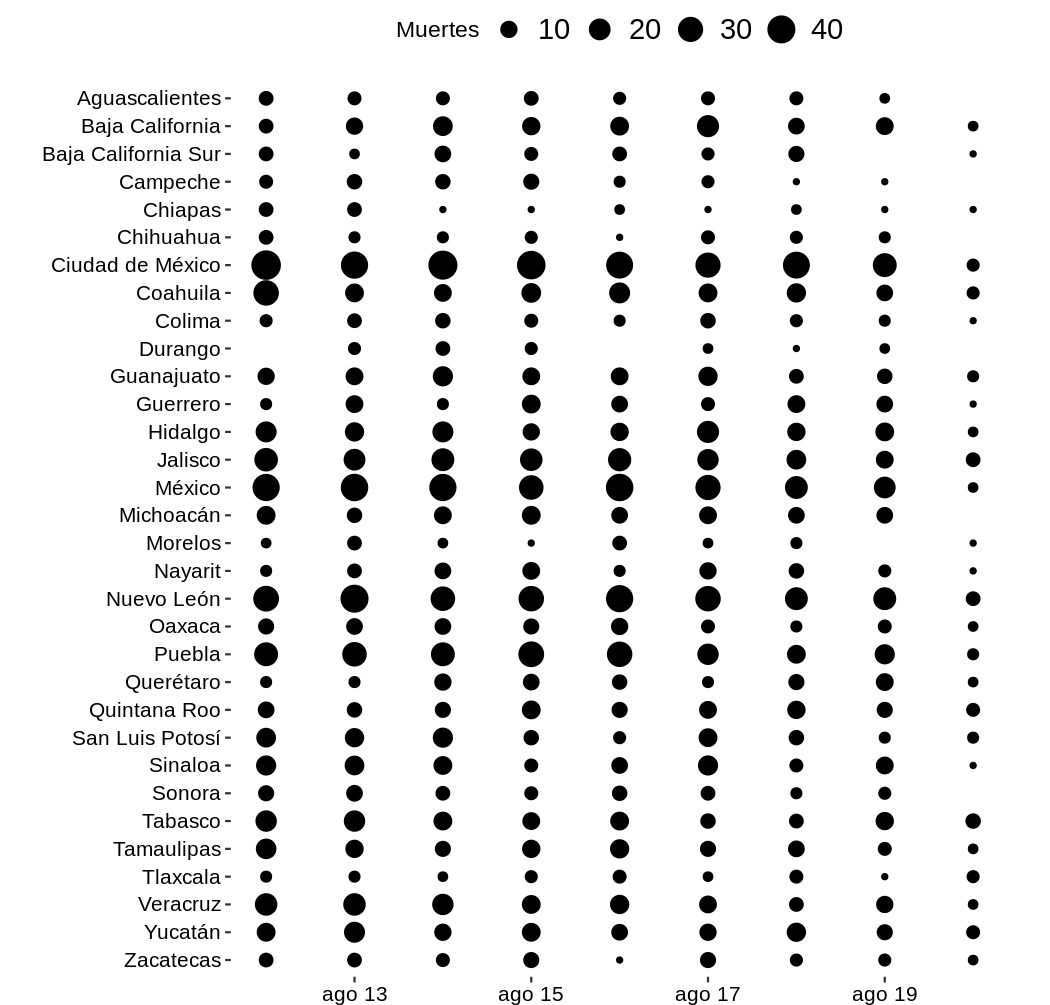 Muertes 10 20 30 40
Aguascalientes
Baja California
Baja California Sur
Campeche
Chiapas
Chihuahua
Ciudad de México
Coahuila
Colima
Durango
Guanajuato
Guerrero
Hidalgo
Jalisco
México
Michoacán
Morelos
Nayarit
Nuevo León
Oaxaca
Puebla
Querétaro
Quintana Roo
San Luis Potosí
Sinaloa
Sonora
Tabasco
Tamaulipas
Tlaxcala
Veracruz
Yucatán
Zacatecas
ago 13 ago 15 ago 17 ago 19